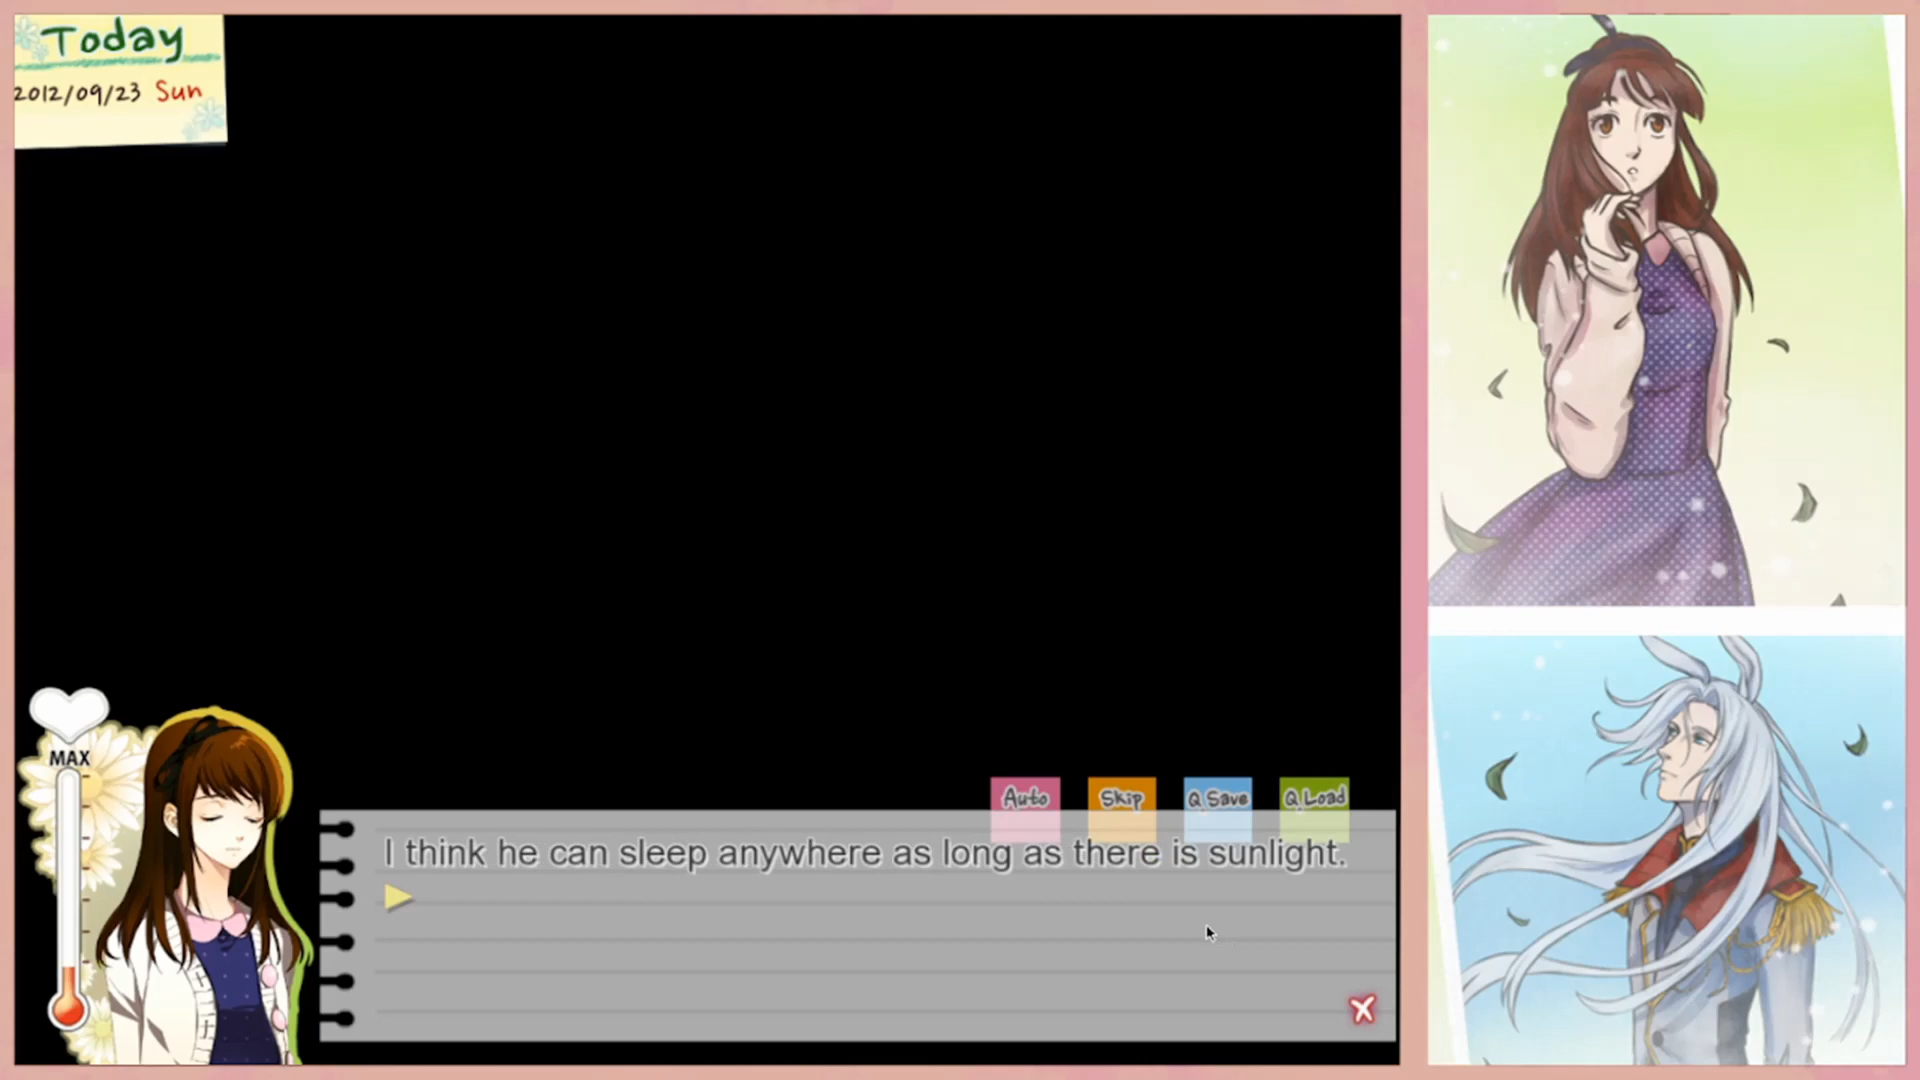 Today
2012/09/23 Sun
MAX
Auto
Skip
Q Save
Q Load
I think he can sleep anywhere as long as there is sunlight.